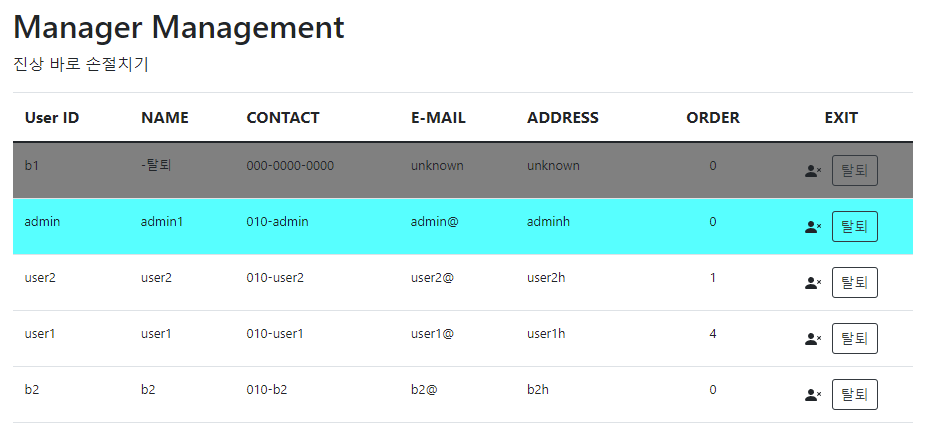 Manager Management
진상 바로 손절치기
User ID NAME CONTACT E-MAIL ADDRESS ORDER EXIT
b1 -탈퇴 000-0000-0000 unknown unknown 0 탈퇴
admin admin1 010-admin admin@ adminh 0 탈퇴
user2 user2 010-user2 user2@ user2h 1 탈퇴
user1 user1 010-user1 user1@ user1h 4 탈퇴
b2 b2 010-b2 b2@ b2h 0 탈퇴